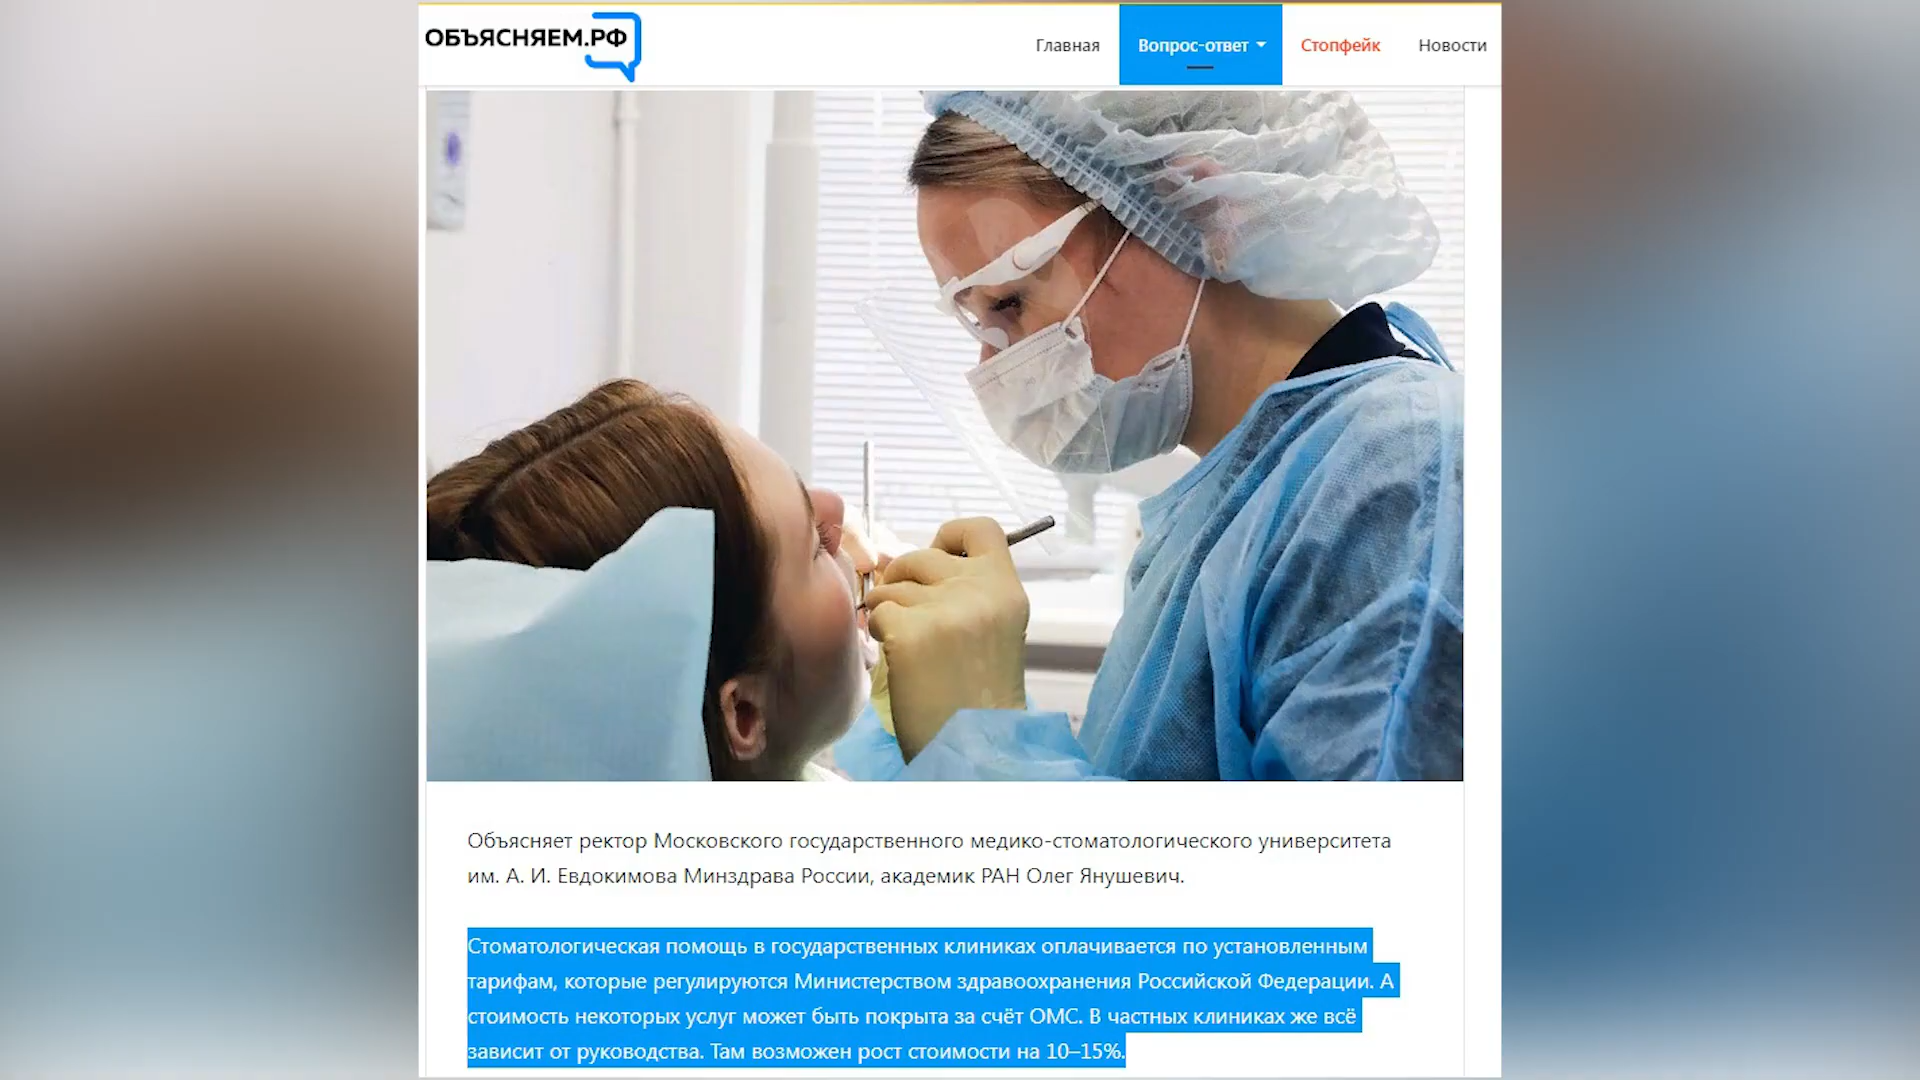 ОБЪЯСНЯЕМ.РФ
Главная
Вопрос-ответ
Стопфейк
Новости
Объясняет ректор Московского государственного медико-стоматологического университета
им. А. И. Евдокимова Минздрава России, академик РАН Олег Янушевич.
Стоматологическая помощь в государственных клиниках оплачивается по установленным
тарифам, которые регулируются Министерством здравоохранения Российской Федерации. А
стоимость некоторых услуг может быть покрыта за счёт ОМС. В частных клиниках же всё
зависит от руководства. Там возможен рост стоимости на 10–15%.